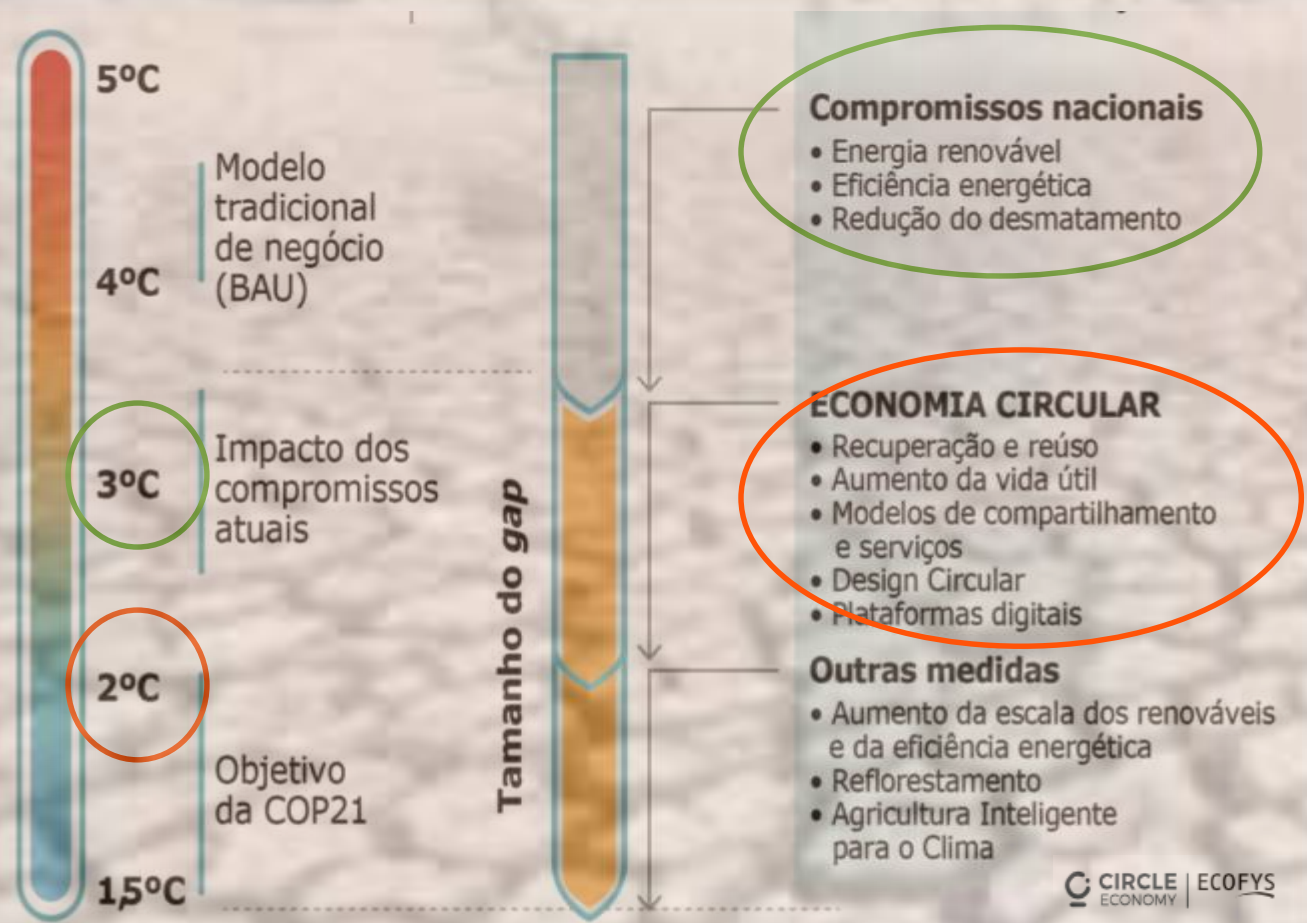 5ºC
4ºC
3ºC
2ºC
1,5ºC
Modelo
tradicional
de negócio
(BAU)
Impacto dos
compromissos
atuais
Objetivo
da COP21
Tamanho do gap
Compromissos nacionais
• Energia renovável
• Eficiência energética
• Redução do desmatamento
ECONOMIA CIRCULAR
• Recuperação e reúso
• Aumento da vida útil
• Modelos de compartilhamento
e serviços
• Design Circular
• Plataformas digitais
Outras medidas
• Aumento da escala dos renováveis
e da eficiência energética
• Reflorestamento
• Agricultura Inteligente
para o Clima
CIRCLE
ECONOMY
ECOFYS